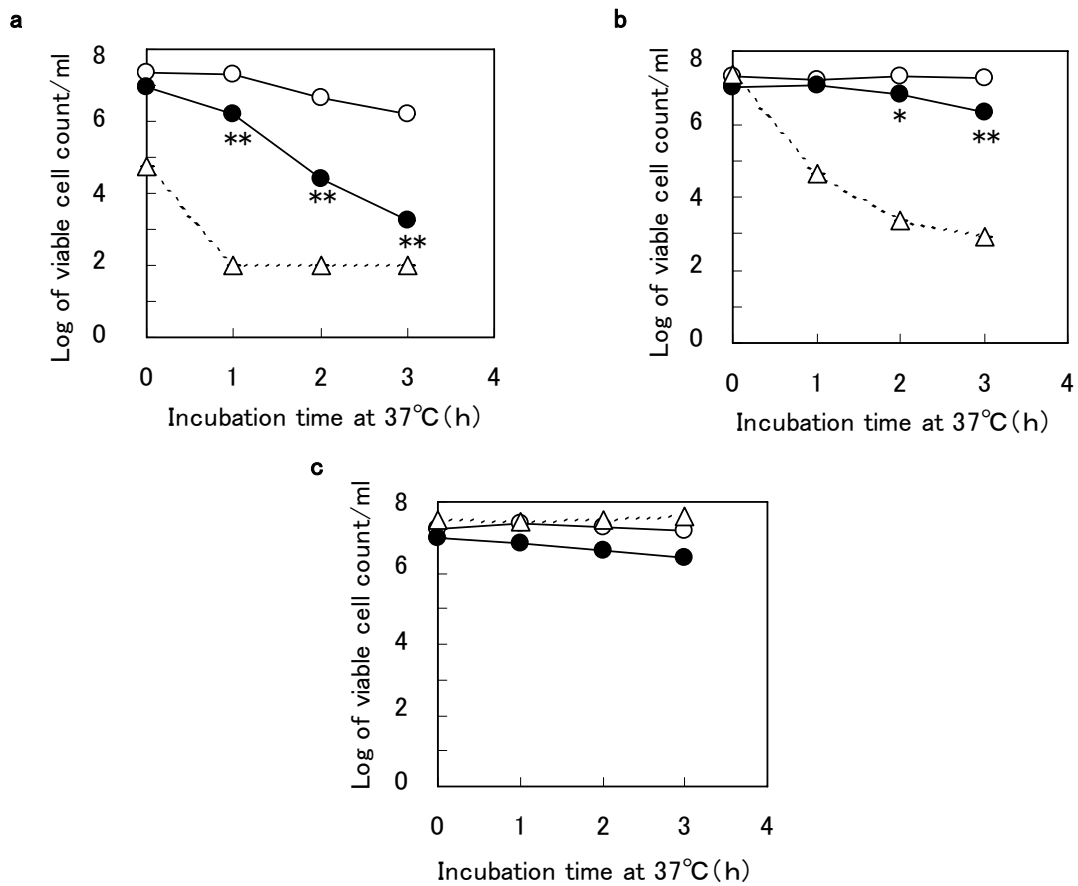 a
Log of viable cell count/ml
8
6
4
2
0
**
**
**
0 1 2 3 4
Incubation time at 37℃(h)
b
Log of viable cell count/ml
8
6
4
2
0
*
**
0 1 2 3 4
Incubation time at 37℃(h)
c
Log of viable cell count/ml
8
6
4
2
0
0 1 2 3 4
Incubation time at 37℃(h)